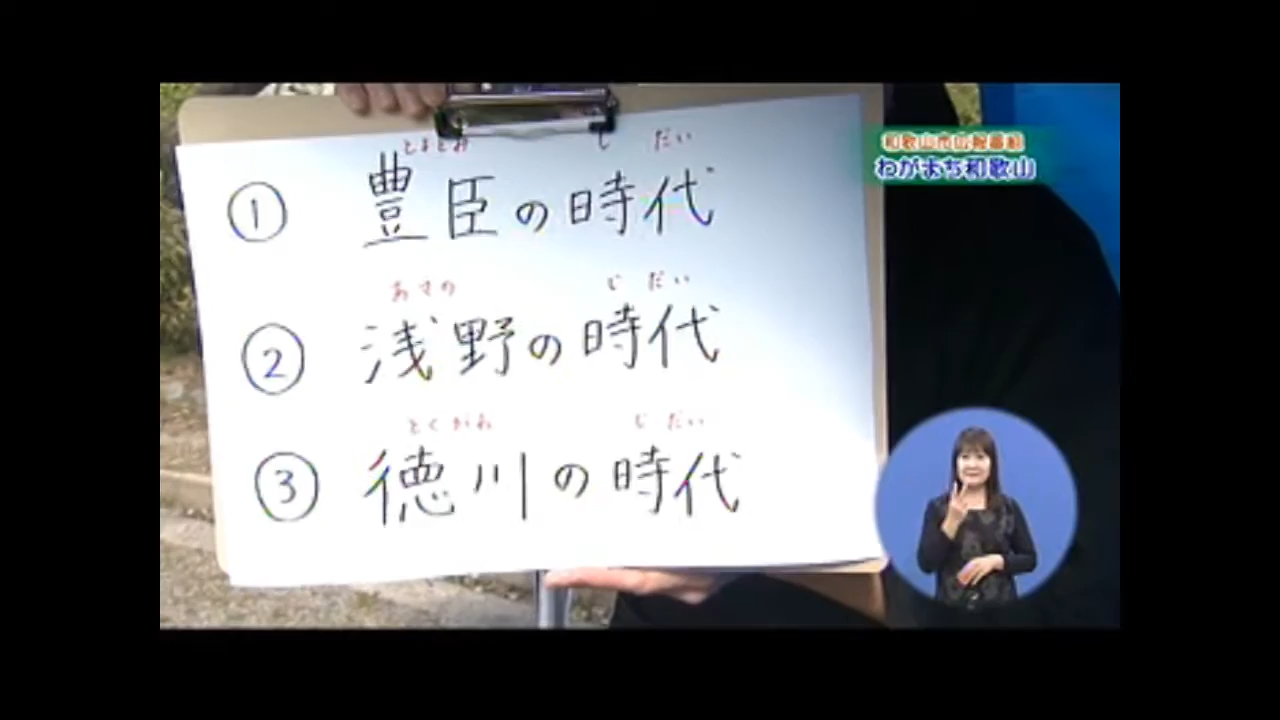 とよとみ じ だい
① 豊臣の時代
あさの じ だい
② 浅野の時代
とくがわ じ だい
③ 徳川の時代
和歌山市広報番組
わがまち和歌山